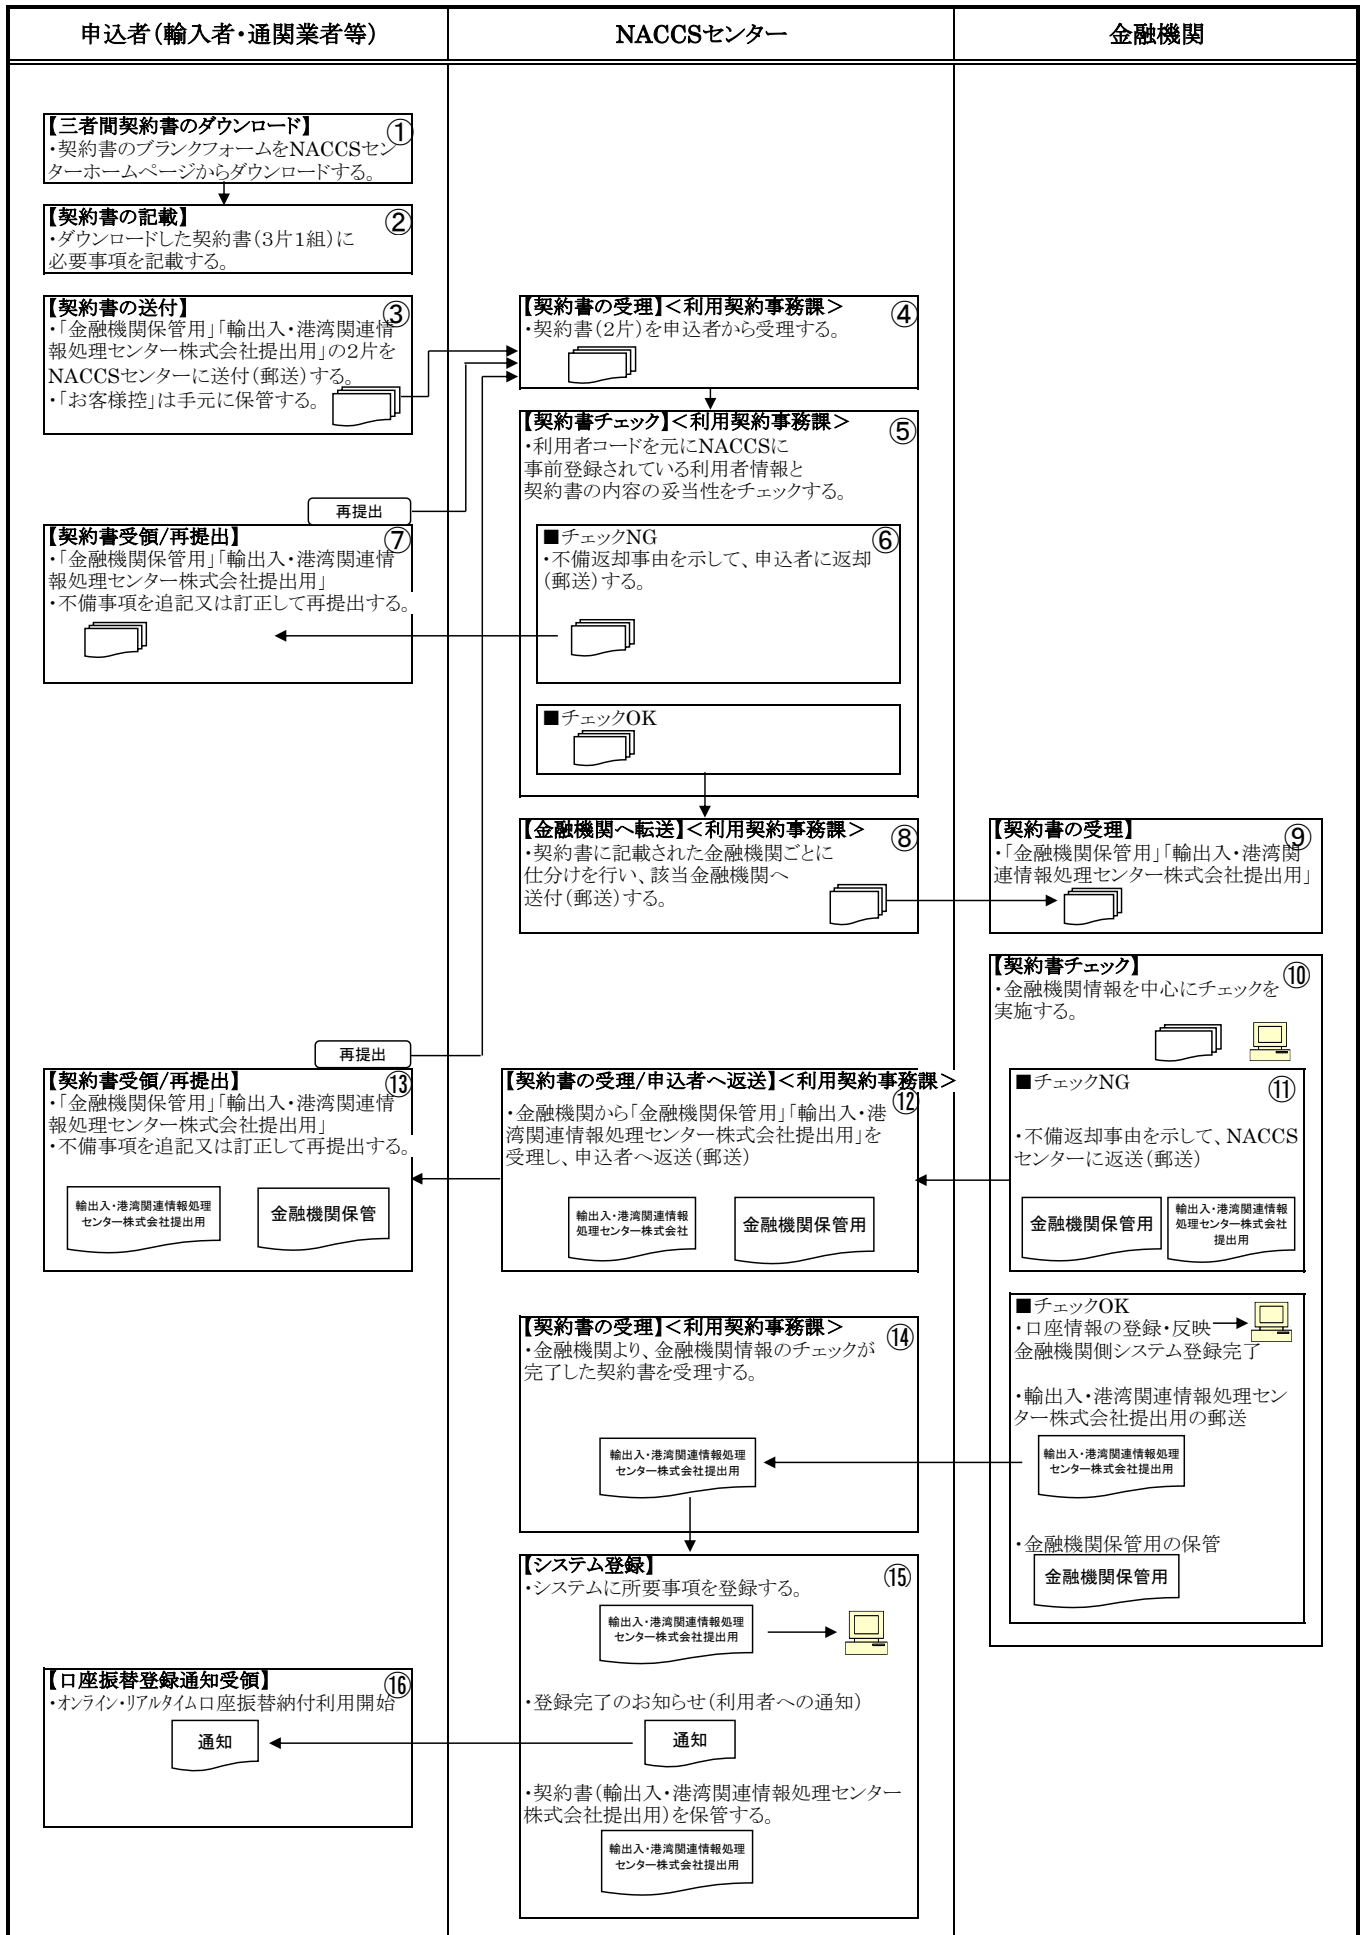 申込者(輸入者・通関業者等)
NACCSセンター
金融機関
【三者間契約書のダウンロード】
①
・契約書のブランクフォームをNACCSセン
ターホームページからダウンロードする。
【契約書の記載】
②
・ダウンロードした契約書(3片1組)に
必要事項を記載する。
【契約書の送付】
③
・「金融機関保管用」「輸出入・港湾関連情
報処理センター株式会社提出用」の2片を
NACCSセンターに送付(郵送)する。
・「お客様控」は手元に保管する。
【契約書の受理】<利用契約事務課>
④
・契約書(2片)を申込者から受理する。
【契約書チェック】<利用契約事務課>
⑤
・利用者コードを元にNACCSに
事前登録されている利用者情報と
契約書の内容の妥当性をチェックする。
■チェックNG
⑥
・不備返却事由を示して、申込者に返却
(郵送)する。
再提出
【契約書受領/再提出】
⑦
・「金融機関保管用」「輸出入・港湾関連情
報処理センター株式会社提出用」
・不備事項を追記又は訂正して再提出する。
■チェックOK
【金融機関へ転送】<利用契約事務課>
⑧
・契約書に記載された金融機関ごとに
仕分けを行い、該当金融機関へ
送付(郵送)する。
【契約書の受理】
⑨
・「金融機関保管用」「輸出入・港湾関
連情報処理センター株式会社提出用」
【契約書チェック】
⑩
・金融機関情報を中心にチェックを
実施する。
■チェックNG
⑪
・不備返却事由を示して、NACCS
センターに返送(郵送)
金融機関保管用
輸出入・港湾関連情報
処理センター株式会社
提出用
【契約書の受理/申込者へ返送】<利用契約事務課>
⑫
・金融機関から「金融機関保管用」「輸出入・港
湾関連情報処理センター株式会社提出用」を
受理し、申込者へ返送(郵送)
輸出入・港湾関連情報
処理センター株式会社
金融機関保管用
再提出
【契約書受領/再提出】
⑬
・「金融機関保管用」「輸出入・港湾関連情
報処理センター株式会社提出用」
・不備事項を追記又は訂正して再提出する。
輸出入・港湾関連情報処理
センター株式会社提出用
金融機関保管
■チェックOK
・口座情報の登録・反映
金融機関側システム登録完了
・輸出入・港湾関連情報処理セン
ター株式会社提出用の郵送
輸出入・港湾関連情報処理
センター株式会社提出用
・金融機関保管用の保管
金融機関保管用
【契約書の受理】<利用契約事務課>
⑭
・金融機関より、金融機関情報のチェックが
完了した契約書を受理する。
輸出入・港湾関連情報処理
センター株式会社提出用
【システム登録】
⑮
・システムに所要事項を登録する。
輸出入・港湾関連情報処理
センター株式会社提出用
・登録完了のお知らせ(利用者への通知)
通知
・契約書(輸出入・港湾関連情報処理センター
株式会社提出用)を保管する。
輸出入・港湾関連情報処理
センター株式会社提出用
【口座振替登録通知受領】
⑯
・オンライン・リアルタイム口座振替納付利用開始
通知